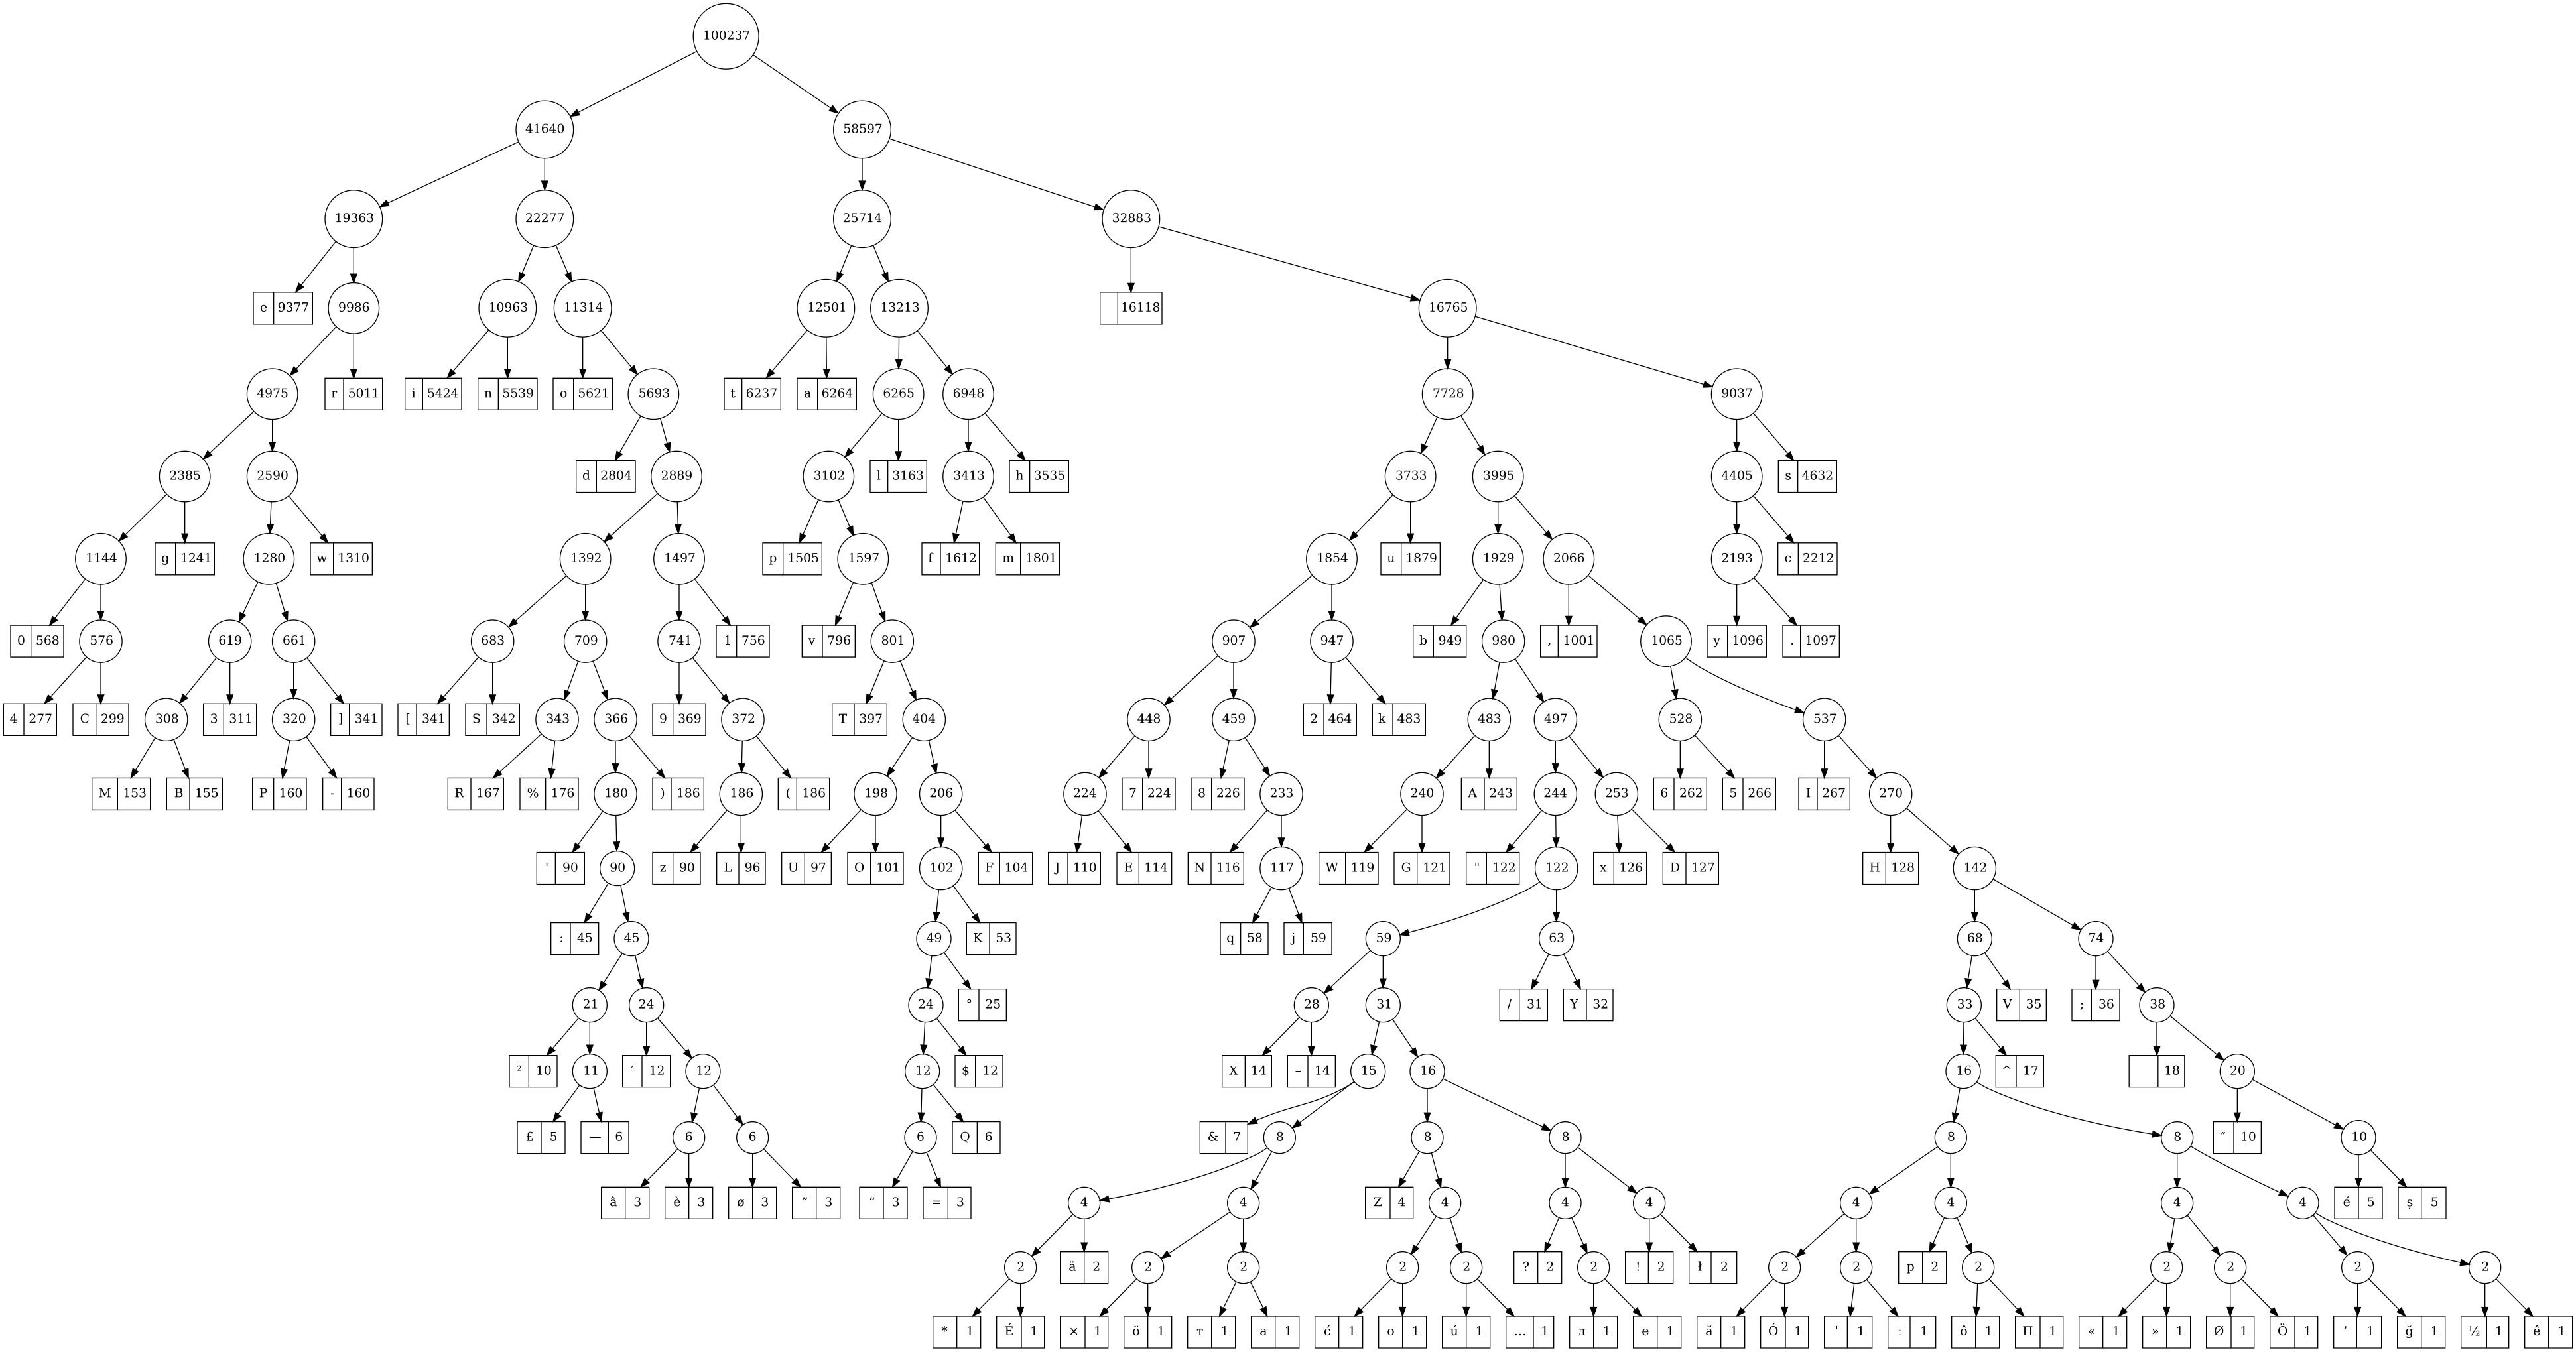 100237
41640 58597
19363 22277 25714 32883
e 9377 9986 10963 11314 12501 13213 16118 16765
4975 r 5011 i 5424 n 5539 o 5621 5693 t 6237 a 6264 6265 6948 7728 9037
2385 2590 d 2804 2889 3102 l 3163 3413 h 3535 3733 3995 4405 s 4632
1144 g 1241 1280 w 1310 1392 1497 p 1505 1597 f 1612 m 1801 1854 u 1879 1929 2066 2193 c 2212
0 568 576 619 661 683 709 741 1 756 v 796 801 907 947 b 949 980 , 1001 1065 y 1096 . 1097
4 277 C 299 308 3 311 320 ] 341 [ 341 S 342 343 366 9 369 372 T 397 404 448 459 2 464 k 483 483 497 528 537
M 153 B 155 P 160 - 160 R 167 % 176 180 ) 186 186 ( 186 198 206 224 7 224 8 226 233 240 A 243 244 253 6 262 5 266 I 267 270
' 90 90 z 90 L 96 U 97 O 101 102 F 104 J 110 E 114 N 116 117 W 119 G 121 " 122 122 x 126 D 127 H 128 142
: 45 45 49 K 53 q 58 j 59 59 63 68 74
21 24 24 ° 25 28 31 / 31 Y 32 33 V 35 ; 36 38
² 10 11 ′ 12 12 12 $ 12 X 14 – 14 15 16 16 ^ 17 18 20
£ 5 — 6 6 6 6 Q 6 & 7 8 8 8 8 8 ″ 10 10
â 3 è 3 ø 3 ” 3 “ 3 = 3 4 4 Z 4 4 4 4 4 4 4 4 é 5 ș 5
2 ä 2 2 2 2 2 ? 2 2 ! 2 ł 2 2 2 р 2 2 2 2 2 2
* 1 É 1 × 1 ö 1 т 1 а 1 ć 1 о 1 ú 1 … 1 л 1 е 1 ă 1 Ó 1 ' 1 : 1 ô 1 П 1 « 1 » 1 Ø 1 Ö 1 ’ 1 ğ 1 ½ 1 ê 1